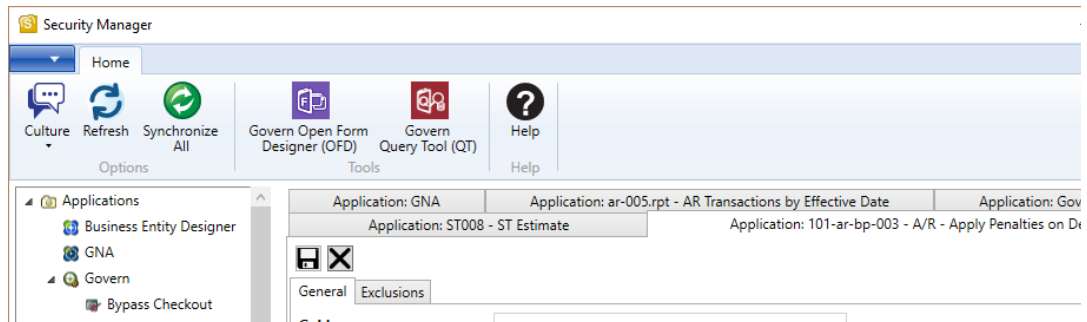 Security Manager
Home
Culture
Refresh
Synchronize
All
Govern Open Form
Designer (OFD)
Govern
Query Tool (QT)
Help
Options
Tools
Help
Applications
Business Entity Designer
GNA
Govern
Bypass Checkout
Application: GNA
Application: ar-005.rpt - AR Transactions by Effective Date
Application: Gov
Application: ST008 - ST Estimate
Application: 101-ar-bp-003 - A/R - Apply Penalties on De
General
Exclusions